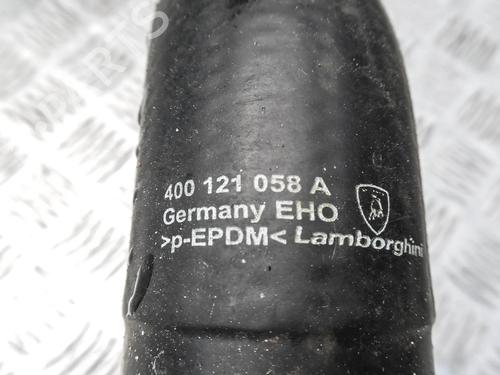 400 121 058 A
Germany EHO
>p-EPDM< Lamborghini